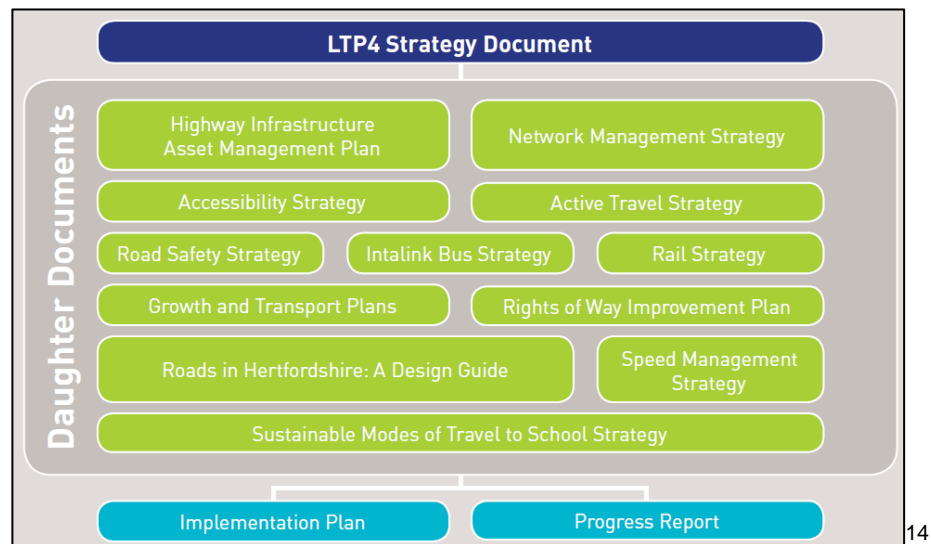 LTP4 Strategy Document
Daughter Documents
Highway Infrastructure
Asset Management Plan
Network Management Strategy
Accessibility Strategy
Active Travel Strategy
Road Safety Strategy
Intalink Bus Strategy
Rail Strategy
Growth and Transport Plans
Rights of Way Improvement Plan
Roads in Hertfordshire: A Design Guide
Speed Management
Strategy
Sustainable Modes of Travel to School Strategy
Implementation Plan
Progress Report
14